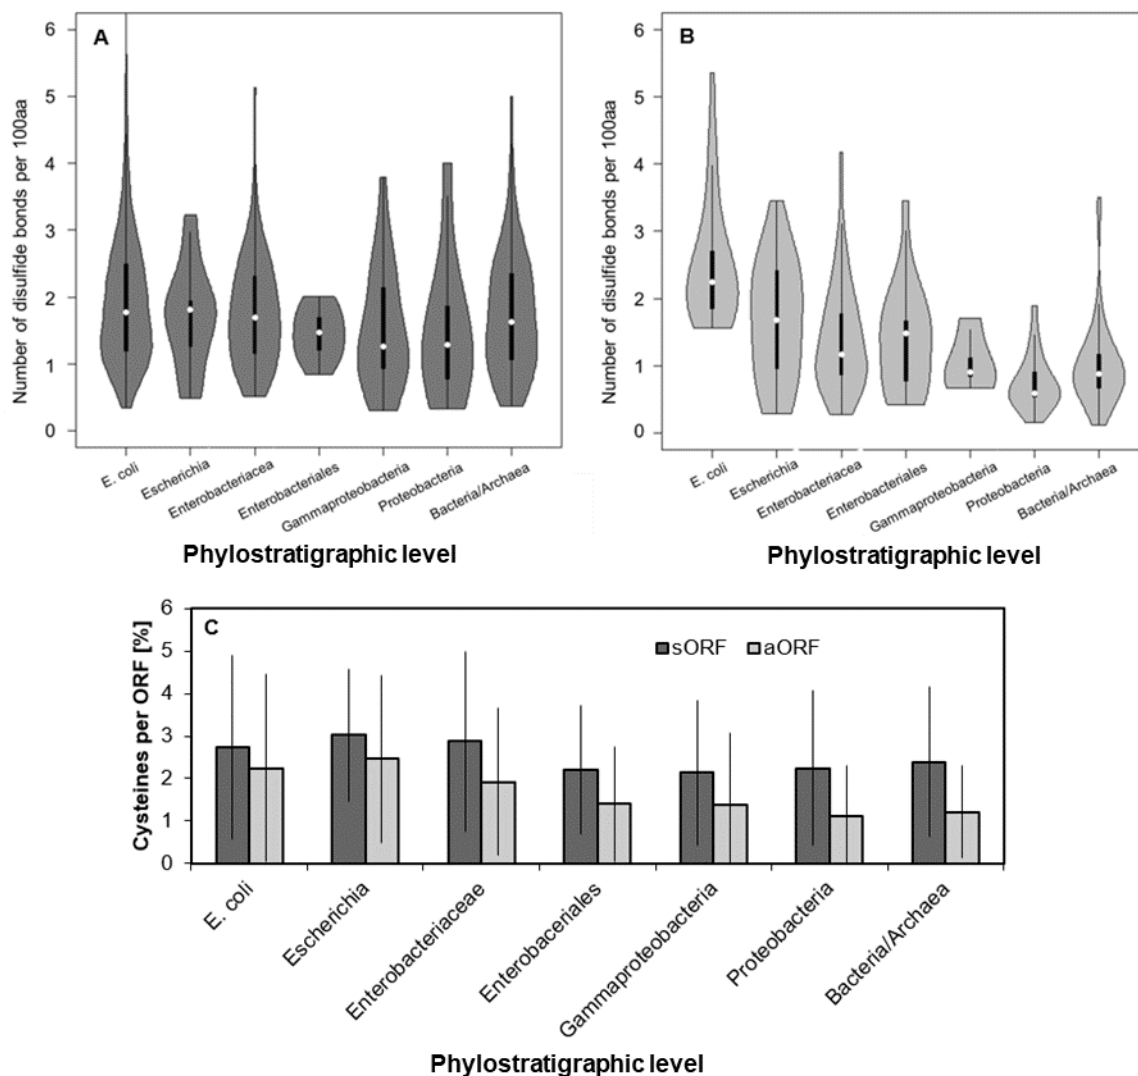 A
Number of disulfide bonds per 100aa
6
5
4
3
2
1
0
E. coli
Escherichia
Enterobacteriacea
Enterobacteriales
Gammaproteobacteria
Proteobacteria
Bacteria/Archaea
Phylostratigraphic level
B
Number of disulfide bonds per 100aa
6
5
4
3
2
1
0
E. coli
Escherichia
Enterobacteriacea
Enterobacteriales
Gammaproteobacteria
Proteobacteria
Bacteria/Archaea
Phylostratigraphic level
C
Cysteines per ORF [%]
6
5
4
3
2
1
0
sORF
aORF
E. coli
Escherichia
Enterobacteriaceae
Enterobaceriales
Gammaproteobacteria
Proteobacteria
Bacteria/Archaea
Phylostratigraphic level